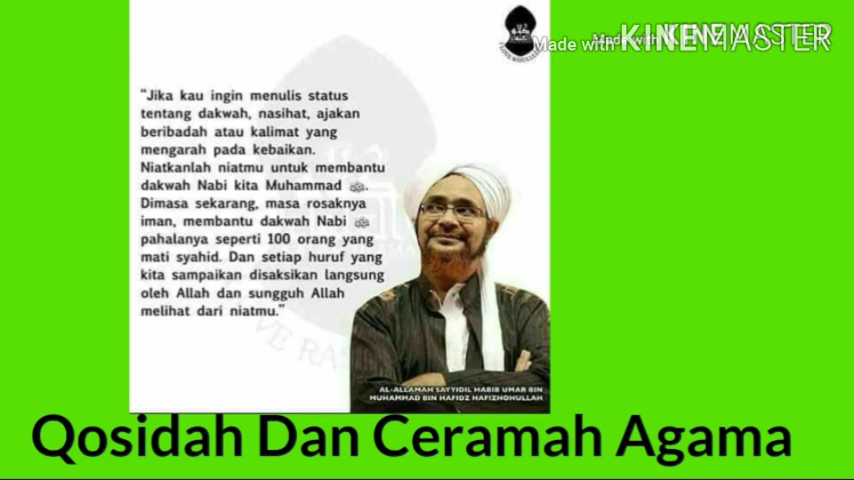 Made with KINEMASTER
"Jika kau ingin menulis status
tentang dakwah, nasihat, ajakan
beribadah atau kalimat yang
mengarah pada kebaikan.
Niatkanlah niatmu untuk membantu
dakwah Nabi kita Muhammad ﷺ.
Dimasa sekarang, masa rosaknya
iman, membantu dakwah Nabi ﷺ
pahalanya seperti 100 orang yang
mati syahid. Dan setiap huruf yang
kita sampaikan disaksikan langsung
oleh Allah dan sungguh Allah
melihat dari niatmu."
AL-ALLAMAH SAYYIDIL HABIB UMAR BIN
MUHAMMAD BIN HAFIDZ HAFIZHOHULLAH
Qosidah Dan Ceramah Agama